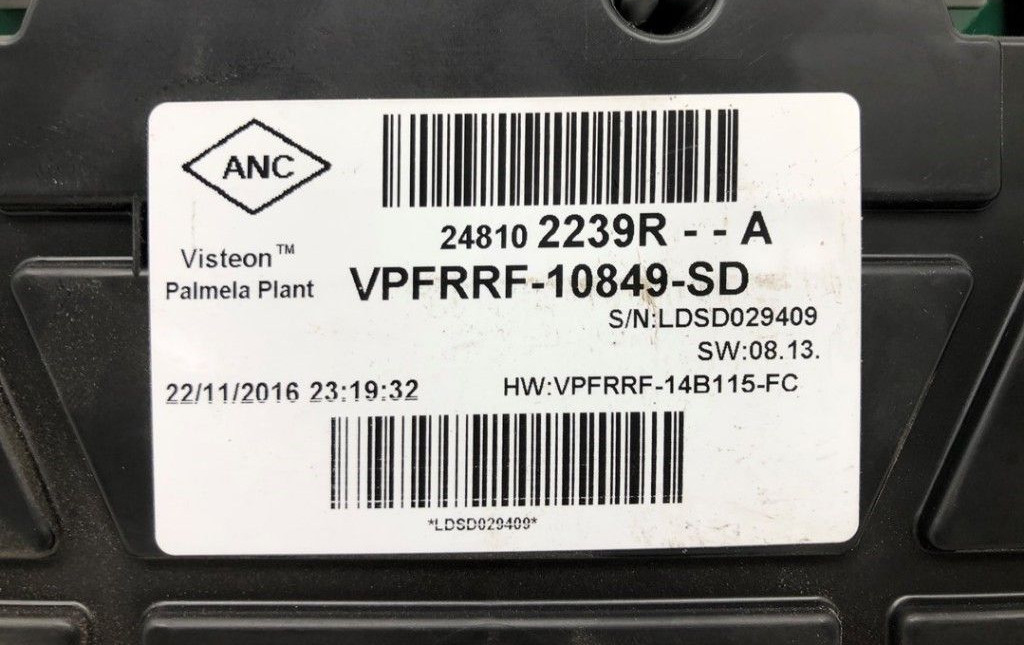 ANC
24810 2239R - - A
Visteon™
Palmela Plant
VPFRRF-10849-SD
S/N:LDSD029409
SW:08.13.
22/11/2016 23:19:32
HW:VPFRRF-14B115-FC
*LDSD029409*